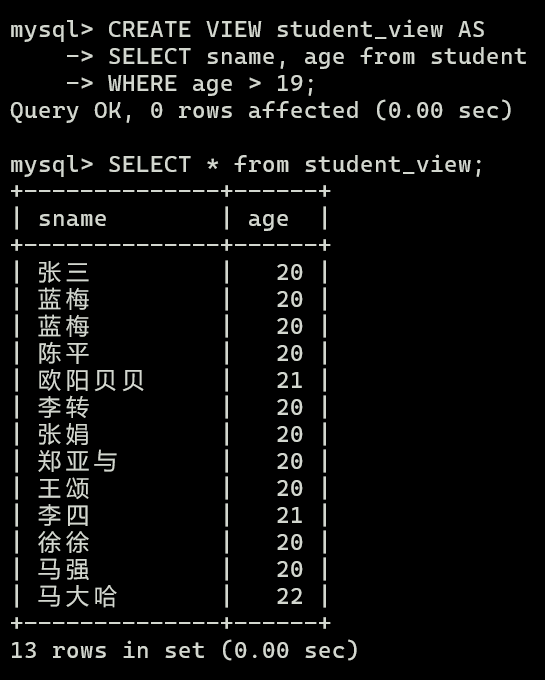 mysql> CREATE VIEW student_view AS
    -> SELECT sname, age from student
    -> WHERE age > 19;
Query OK, 0 rows affected (0.00 sec)

mysql> SELECT * from student_view;
+--------------+------+
| sname        | age  |
+--------------+------+
| 张三         |   20 |
| 蓝梅         |   20 |
| 蓝梅         |   20 |
| 陈平         |   20 |
| 欧阳贝贝     |   21 |
| 李转         |   20 |
| 张娟         |   20 |
| 郑亚与       |   20 |
| 王颂         |   20 |
| 李四         |   21 |
| 徐徐         |   20 |
| 马强         |   20 |
| 马大哈       |   22 |
+--------------+------+
13 rows in set (0.00 sec)